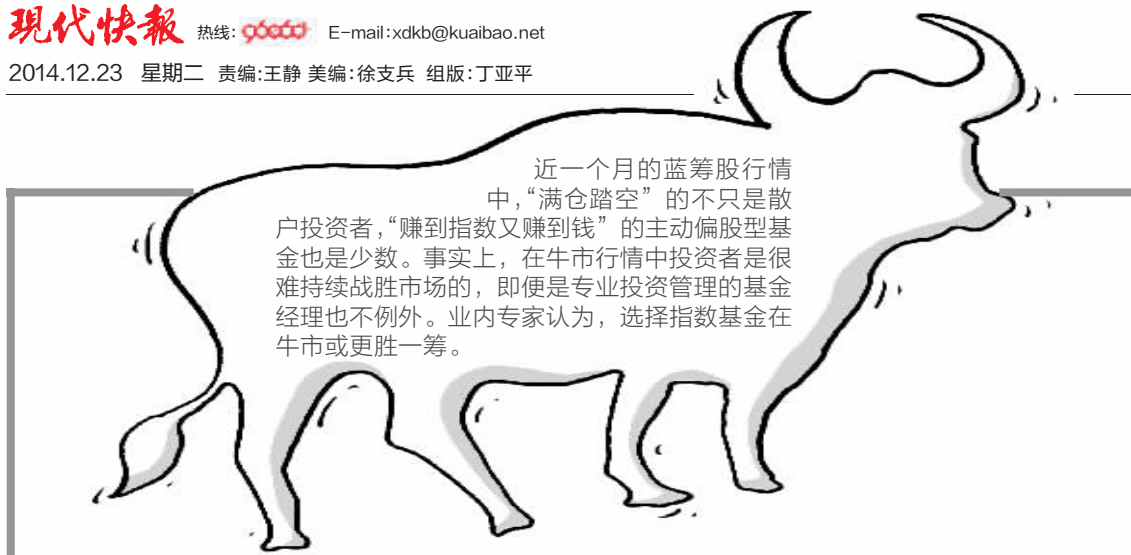 现代快报 热线: 96060 E-mail:xdkb@kuaibao.net
2014.12.23 星期二 责编:王静 美编:徐支兵 组版:丁亚平
近一个月的蓝筹股行情
中,“满仓踏空”的不只是散
户投资者,“赚到指数又赚到钱”的主动偏股型基
金也是少数。事实上，在牛市行情中投资者是很
难持续战胜市场的，即便是专业投资管理的基金
经理也不例外。业内专家认为，选择指数基金在
牛市或更胜一筹。